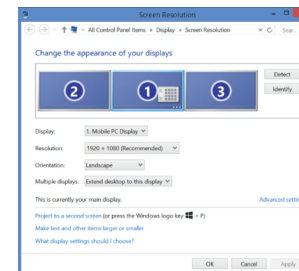 Screen Resolution
All Control Panel Items › Display › Screen Resolution
Sear...
Change the appearance of your displays
2
1
3
Detect
Identify
Display: 1. Mobile PC Display
Resolution: 1920 × 1080 (Recommended)
Orientation: Landscape
Multiple displays: Extend desktop to this display
This is currently your main display.
Advanced settin
Project to a second screen (or press the Windows logo key + P)
Make text and other items larger or smaller
What display settings should I choose?
OK
Cancel
Apply